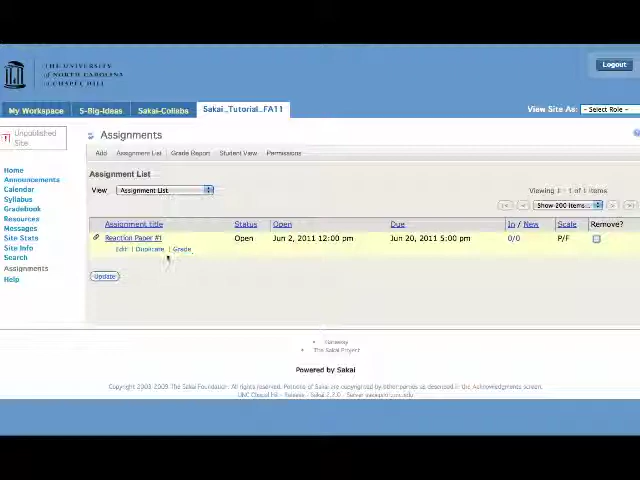 THE UNIVERSITY
of NORTH CAROLINA
at CHAPEL HILL
Logout
My Workspace
S-Big-Ideas
Sakai-Collabs
Sakai_Tutorial_FA11
View Site As:
-- Select Role --
Unpublished
Site
Home
Announcements
Calendar
Syllabus
Gradebook
Resources
Messages
Site Stats
Site Info
Search
Assignments
Help
Assignments
Add | Assignment List | Grade Report | Student View | Permissions
Assignment List
View
Assignment List
Viewing 1 - 1 of 1 items
|< < Show 200 items... > >|
Assignment title Status Open Due In / New Scale Remove?
Reaction Paper #1 Open Jun 2, 2011 12:00 pm Jun 20, 2011 5:00 pm 0/0 P/F
Edit | Duplicate | Grade
Update
Gateway
The Sakai Project
Powered by Sakai
Copyright 2003-2009 The Sakai Foundation. All rights reserved. Portions of Sakai are copyrighted by other parties as described in the Acknowledgments screen.
UNC Chapel Hill - Release - Sakai 2.7.0 - Server